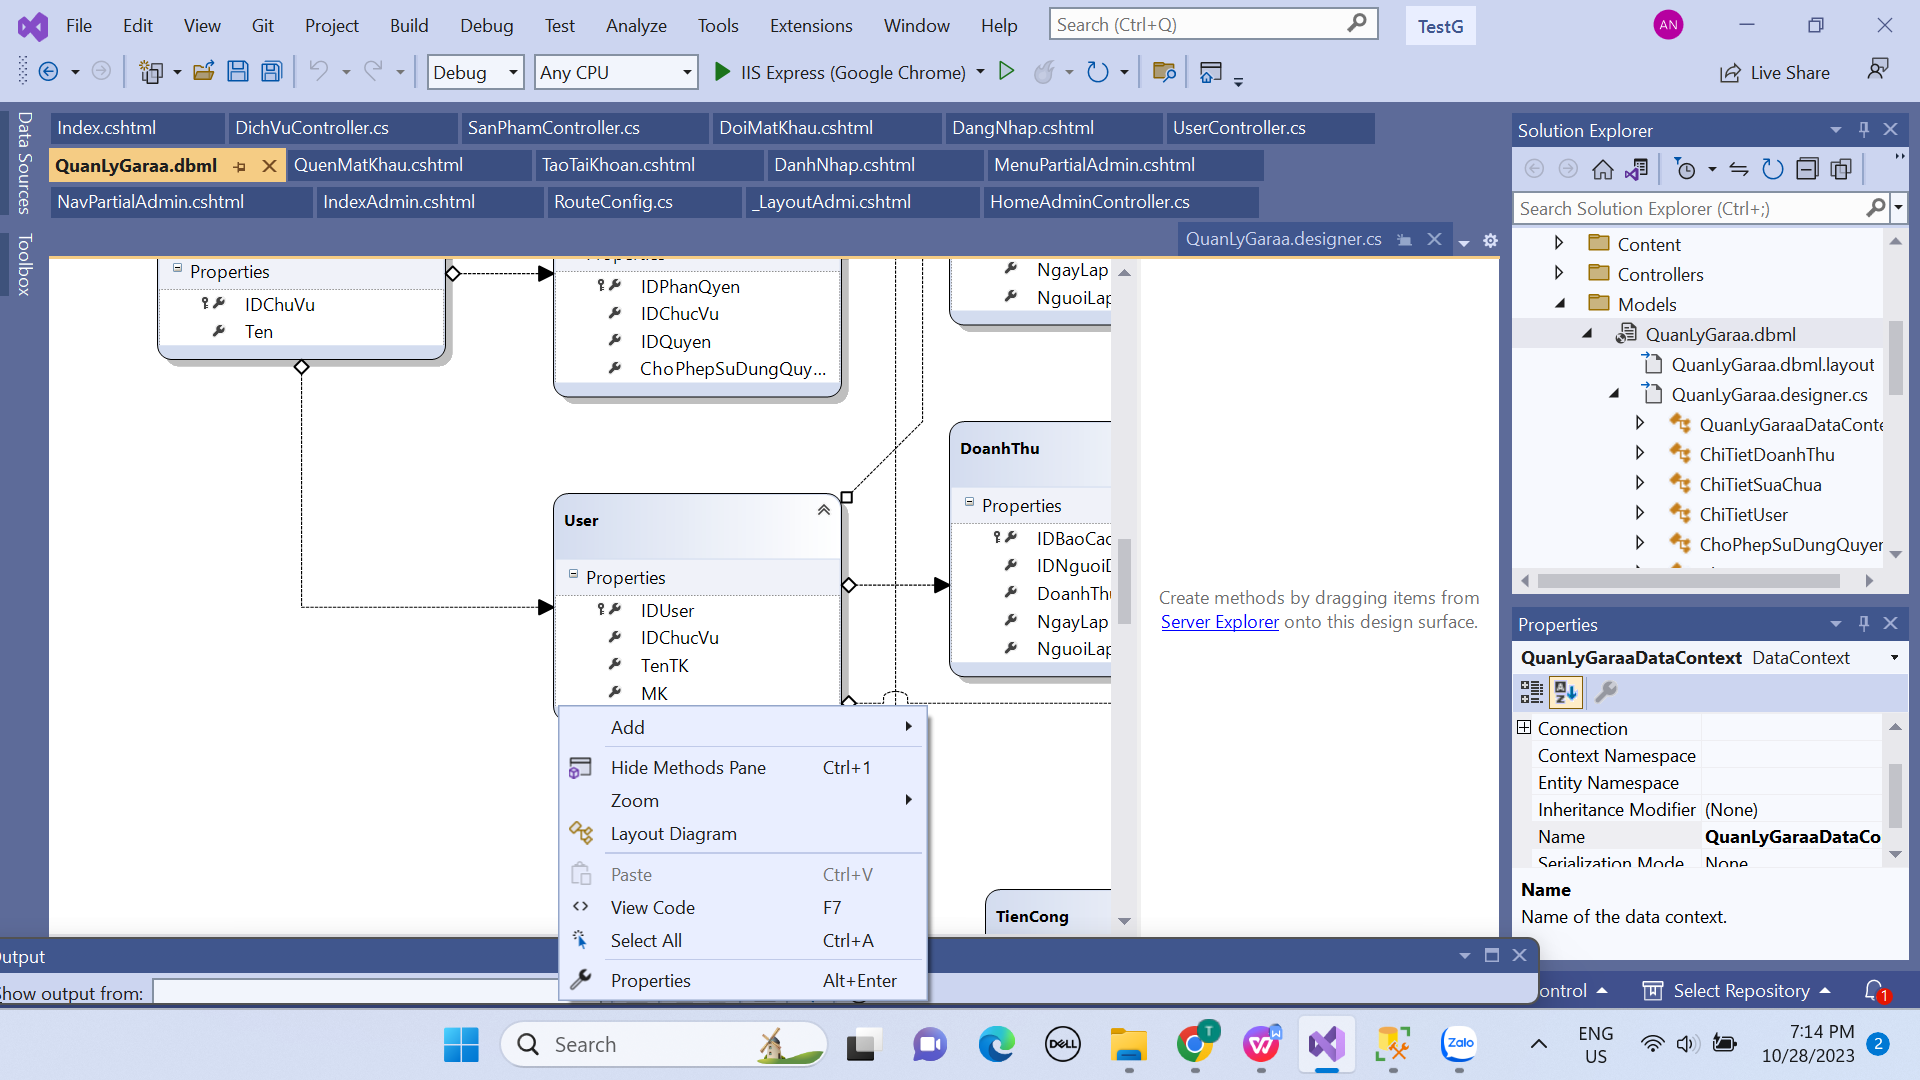 File Edit View Git Project Build Debug Test Analyze Tools Extensions Window Help Search (Ctrl+Q) TestG AN
Debug Any CPU IIS Express (Google Chrome) Live Share
Data Sources
Toolbox
Index.cshtml DichVuController.cs SanPhamController.cs DoiMatKhau.cshtml DangNhap.cshtml UserController.cs
QuanLyGaraa.dbml QuenMatKhau.cshtml TaoTaiKhoan.cshtml DanhNhap.cshtml MenuPartialAdmin.cshtml
NavPartialAdmin.cshtml IndexAdmin.cshtml RouteConfig.cs _LayoutAdmi.cshtml HomeAdminController.cs
QuanLyGaraa.designer.cs
Properties
IDChuVu
Ten
Properties
IDPhanQyen
IDChucVu
IDQuyen
ChoPhepSuDungQuy...
NgayLap
NguoiLap
User
Properties
IDUser
IDChucVu
TenTK
MK
DoanhThu
Properties
IDBaoCao
IDNguoiD
DoanhThu
NgayLap
NguoiLap
TienCong
Create methods by dragging items from
Server Explorer onto this design surface.
Add
Hide Methods Pane Ctrl+1
Zoom
Layout Diagram
Paste Ctrl+V
View Code F7
Select All Ctrl+A
Properties Alt+Enter
Solution Explorer
Search Solution Explorer (Ctrl+;)
Content
Controllers
Models
QuanLyGaraa.dbml
QuanLyGaraa.dbml.layout
QuanLyGaraa.designer.cs
QuanLyGaraaDataConte
ChiTietDoanhThu
ChiTietSuaChua
ChiTietUser
ChoPhepSuDungQuyen
Properties
QuanLyGaraaDataContext DataContext
Connection
Context Namespace
Entity Namespace
Inheritance Modifier (None)
Name QuanLyGaraaDataCo
Serialization Mode None
Name
Name of the data context.
utput
how output from:
ontrol Select Repository 1
Search DELL T W Zalo ENG
US
7:14 PM
10/28/2023 2